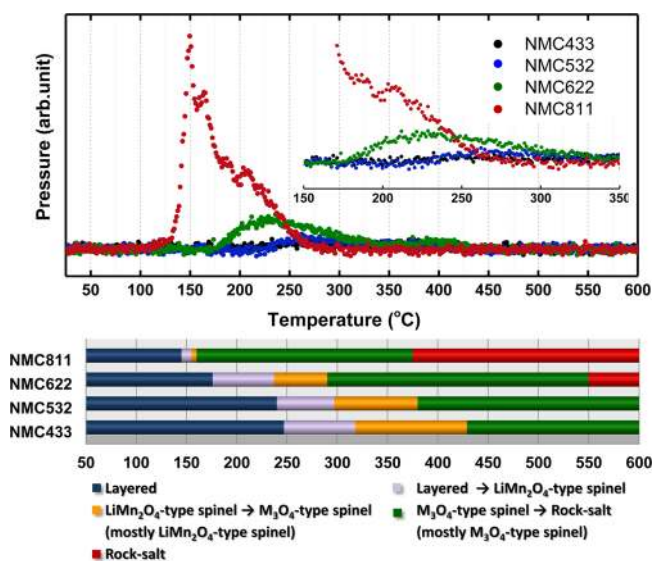 Pressure (arb.unit)
NMC433
NMC532
NMC622
NMC811
150 200 250 300 350
50 100 150 200 250 300 350 400 450 500 550 600
Temperature (°C)
NMC811
NMC622
NMC532
NMC433
50 100 150 200 250 300 350 400 450 500 550 600
Layered
Layered → LiMn₂O₄-type spinel
LiMn₂O₄-type spinel → M₃O₄-type spinel
(mostly LiMn₂O₄-type spinel)
M₃O₄-type spinel → Rock-salt
(mostly M₃O₄-type spinel)
Rock-salt